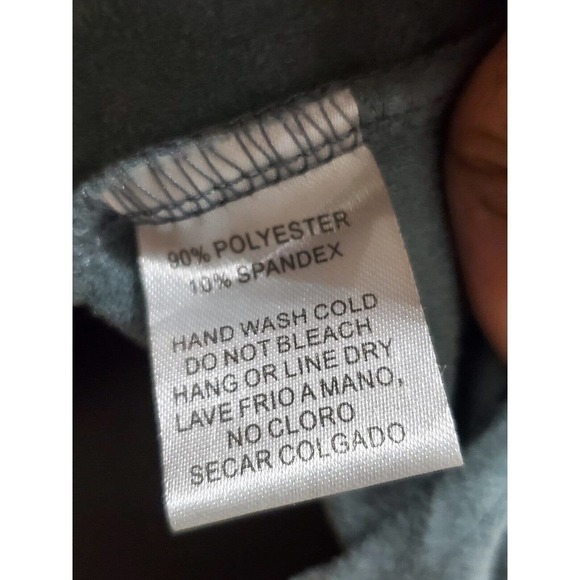 90% POLYESTER
10% SPANDEX
HAND WASH COLD
DO NOT BLEACH
HANG OR LINE DRY
LAVE FRIO A MANO,
NO CLORO
SECAR COLGADO